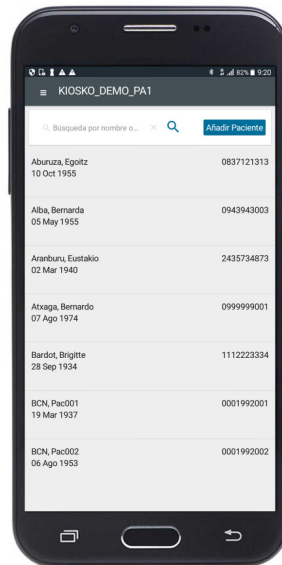 82% 9:20
KIOSKO_DEMO_PA1
Búsqueda por nombre o...
Añadir Paciente
Aburuza, Egoitz 0837121313
10 Oct 1955
Alba, Bernarda 0943943003
05 May 1955
Aranburu, Eustakio 2435734873
02 Mar 1940
Atxaga, Bernardo 0999999001
07 Ago 1974
Bardot, Brigitte 1112223334
28 Sep 1934
BCN, Pac001 0001992001
19 Mar 1937
BCN, Pac002 0001992002
06 Ago 1953